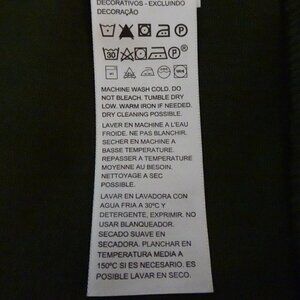 DECORATIVOS - EXCLUINDO
DECORAÇÃO
MACHINE WASH COLD. DO
NOT BLEACH. TUMBLE DRY
LOW. WARM IRON IF NEEDED.
DRY CLEANING POSSIBLE.
LAVER EN MACHINE A L'EAU
FROIDE. NE PAS BLANCHIR.
SECHER EN MACHINE A
BASSE TEMPERATURE.
REPASSER A TEMPERATURE
MOYENNE AU BESOIN.
NETTOYAGE A SEC
POSSIBLE.
LAVAR EN LAVADORA CON
AGUA FRIA A 30ºC Y
DETERGENTE, EXPRIMIR. NO
USAR BLANQUEADOR.
SECADO SUAVE EN
SECADORA. PLANCHAR EN
TEMPERATURA MEDIA A
150ºC SI ES NECESARIO. ES
POSIBLE LAVAR EN SECO.